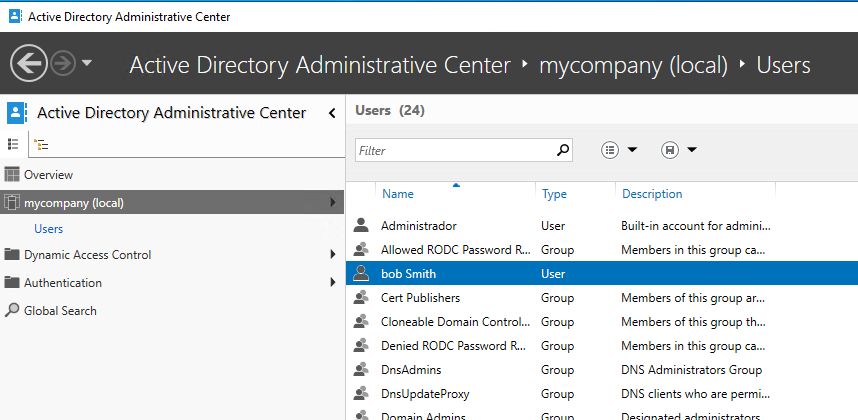 Active Directory Administrative Center
Active Directory Administrative Center • mycompany (local) • Users
Active Directory Administrative Center
Overview
mycompany (local)
Users
Dynamic Access Control
Authentication
Global Search
Users (24)
Filter
Name Type Description
Administrador User Built-in account for admini...
Allowed RODC Password R... Group Members in this group ca...
bob Smith User
Cert Publishers Group Members of this group ar...
Cloneable Domain Control... Group Members of this group th...
Denied RODC Password R... Group Members in this group ca...
DnsAdmins Group DNS Administrators Group
DnsUpdateProxy Group DNS clients who are permi...
Domain Admins Group Designated administrators